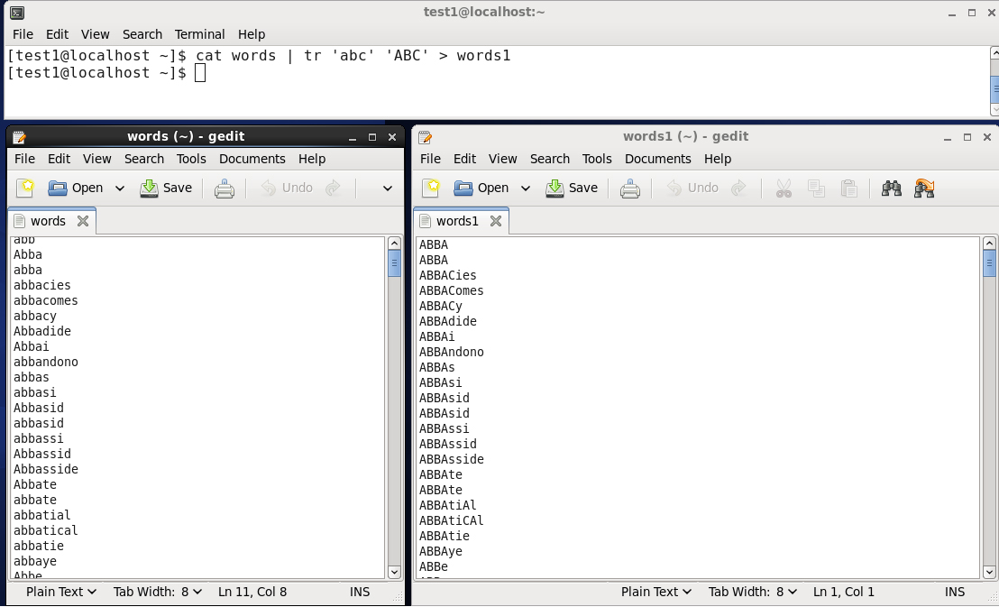 test1@localhost:~
File Edit View Search Terminal Help
[test1@localhost ~]$ cat words | tr 'abc' 'ABC' > words1
[test1@localhost ~]$
words (~) - gedit
File Edit View Search Tools Documents Help
Open Save Undo
words
abb
Abba
abba
abbacies
abbacomes
abbacy
Abbadide
Abbai
abbandono
abbas
abbasi
Abbasid
abbasid
abbassi
Abbassid
Abbasside
Abbate
abbate
abbatial
abbatical
abbatie
abbaye
Abbe
Plain Text Tab Width: 8 Ln 11, Col 8 INS
words1 (~) - gedit
File Edit View Search Tools Documents Help
Open Save Undo
words1
ABBA
ABBA
ABBACies
ABBAComes
ABBACy
ABBAdide
ABBAi
ABBAndono
ABBAs
ABBAsi
ABBAsid
ABBAsid
ABBAssi
ABBAssid
ABBAsside
ABBAte
ABBAte
ABBAtiAl
ABBAtiCAl
ABBAtie
ABBAye
ABBe
Plain Text Tab Width: 8 Ln 1, Col 1 INS